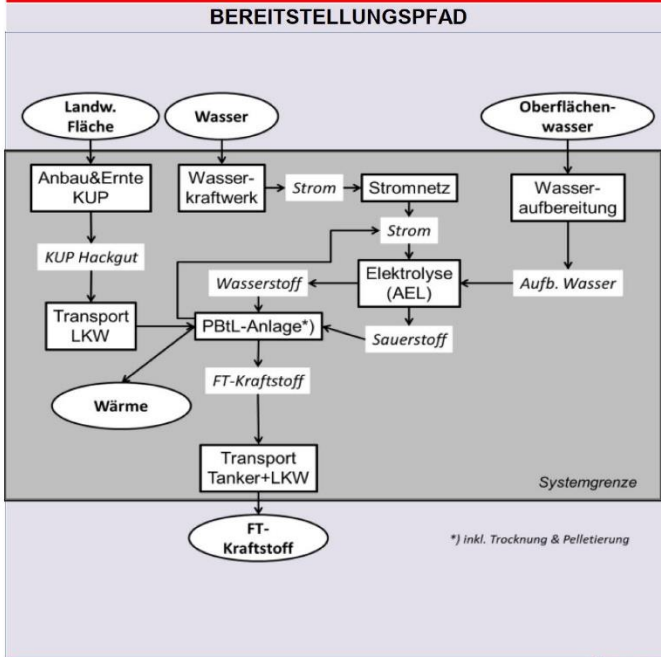 BEREITSTELLUNGSPFAD
Landw.
Fläche
Wasser
Oberflächen-
wasser
Anbau&Ernte
KUP
Wasser-
kraftwerk
Strom
Stromnetz
Wasser-
aufbereitung
Strom
KUP Hackgut
Wasserstoff
Elektrolyse
(AEL)
Aufb. Wasser
Transport
LKW
PBtL-Anlage*)
Sauerstoff
FT-Kraftstoff
Wärme
Transport
Tanker+LKW
Systemgrenze
FT-
Kraftstoff
*) inkl. Trocknung & Pelletierung